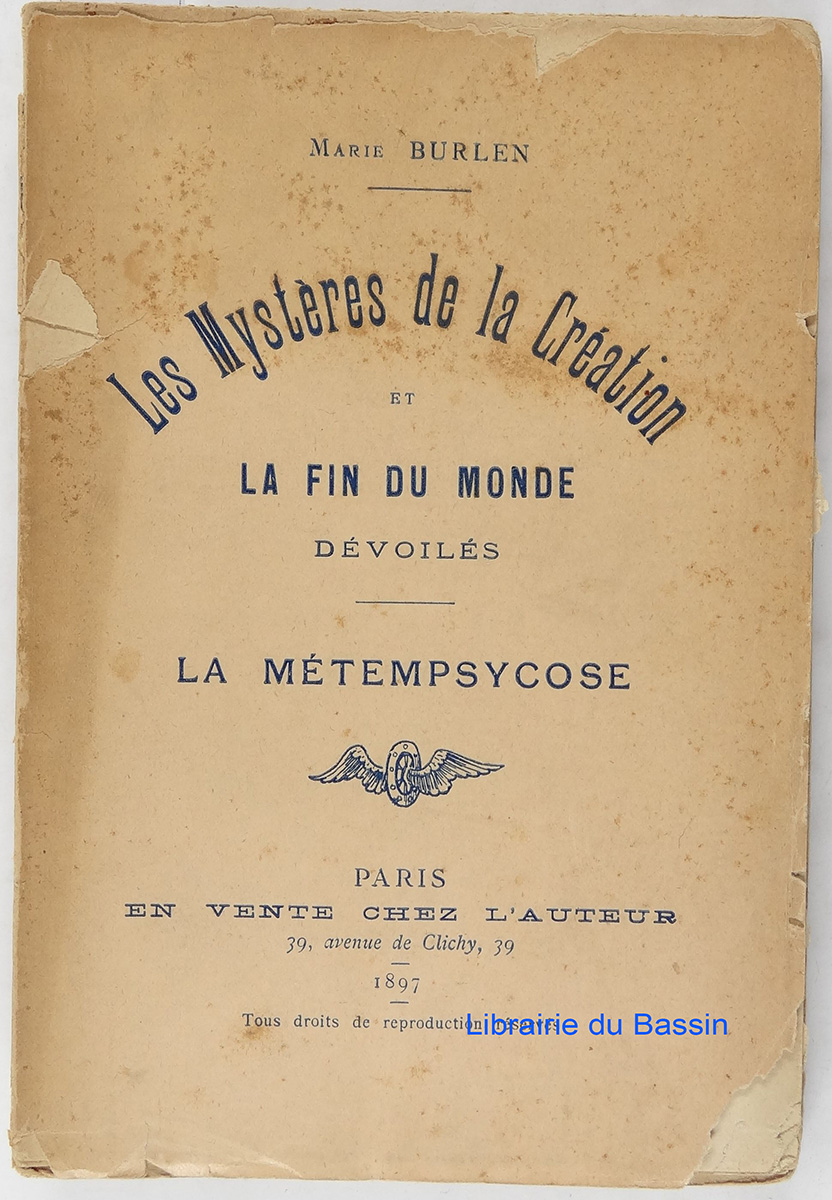 Marie BURLEN
Les Mystères de la Création
ET
LA FIN DU MONDE
DÉVOILÉS
LA MÉTEMPSYCOSE
PARIS
EN VENTE CHEZ L'AUTEUR
39, avenue de Clichy, 39
1897
Tous droits de reproduction réservés
Librairie du Bassin